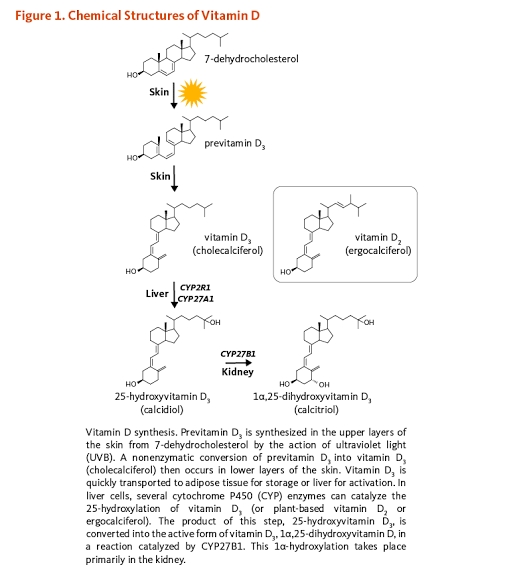 Figure 1. Chemical Structures of Vitamin D
7-dehydrocholesterol
HO
Skin
previtamin D3
HO
Skin
vitamin D3
(cholecalciferol)
HO
vitamin D2
(ergocalciferol)
HO
Liver
CYP2R1
CYP27A1
OH
HO
25-hydroxyvitamin D3
(calcidiol)
CYP27B1
Kidney
OH
HO
OH
1α,25-dihydroxyvitamin D3
(calcitriol)
Vitamin D synthesis. Previtamin D3 is synthesized in the upper layers of
the skin from 7-dehydrocholesterol by the action of ultraviolet light
(UVB). A nonenzymatic conversion of previtamin D3 into vitamin D3
(cholecalciferol) then occurs in lower layers of the skin. Vitamin D3 is
quickly transported to adipose tissue for storage or liver for activation. In
liver cells, several cytochrome P450 (CYP) enzymes can catalyze the
25-hydroxylation of vitamin D3 (or plant-based vitamin D2 or
ergocalciferol). The product of this step, 25-hydroxyvitamin D3, is
converted into the active form of vitamin D3, 1α,25-dihydroxyvitamin D, in
a reaction catalyzed by CYP27B1. This 1α-hydroxylation takes place
primarily in the kidney.